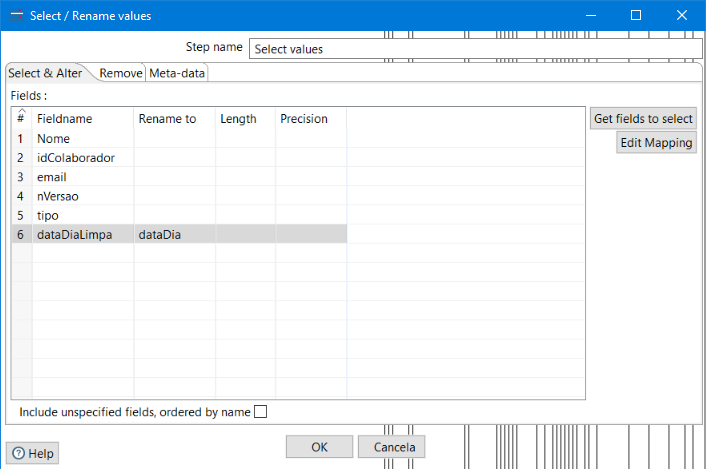 Select / Rename values
Step name Select values
Select & Alter Remove Meta-data
Fields :
# Fieldname Rename to Length Precision
1 Nome
2 idColaborador
3 email
4 nVersao
5 tipo
6 dataDiaLimpa dataDia
Get fields to select
Edit Mapping
Include unspecified fields, ordered by name
Help
OK
Cancela